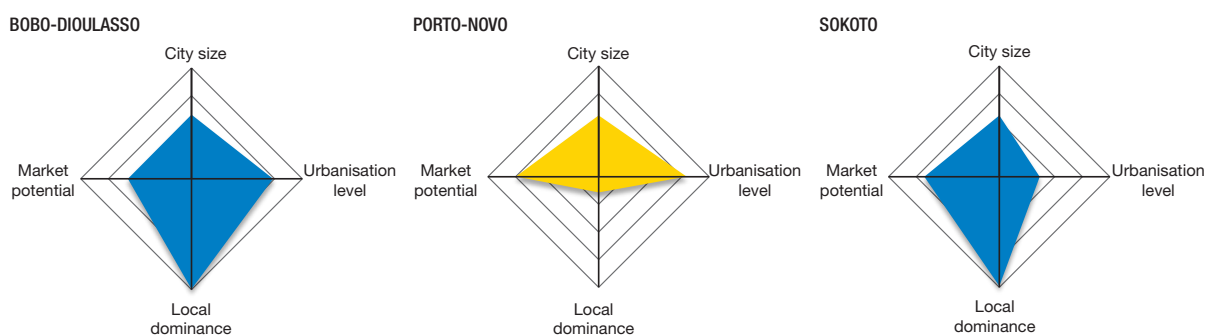 BOBO-DIOULASSO
City size
Market
potential
Urbanisation
level
Local
dominance
PORTO-NOVO
City size
Market
potential
Urbanisation
level
Local
dominance
SOKOTO
City size
Market
potential
Urbanisation
level
Local
dominance